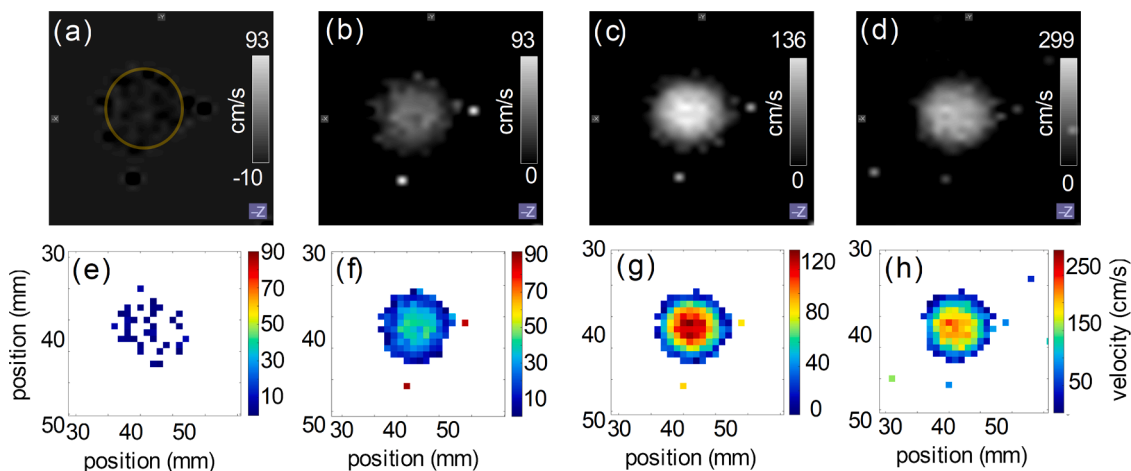 (a) 93 cm/s -10 -Z
(b) 93 cm/s 0 -Z
(c) 136 cm/s 0 -Z
(d) 299 cm/s 0 -Z
-Y -Y -Y -Y
-X -X -X -X
(e) 30 40 50 position (mm)
30 40 50
position (mm)
90 70 50 30 10
(f) 30 40 50
30 40 50
position (mm)
90 70 50 30 10
(g) 30 40 50
30 40 50
position (mm)
120 80 40 0
(h) 30 40 50
30 40 50
position (mm)
250 150 50
velocity (cm/s)